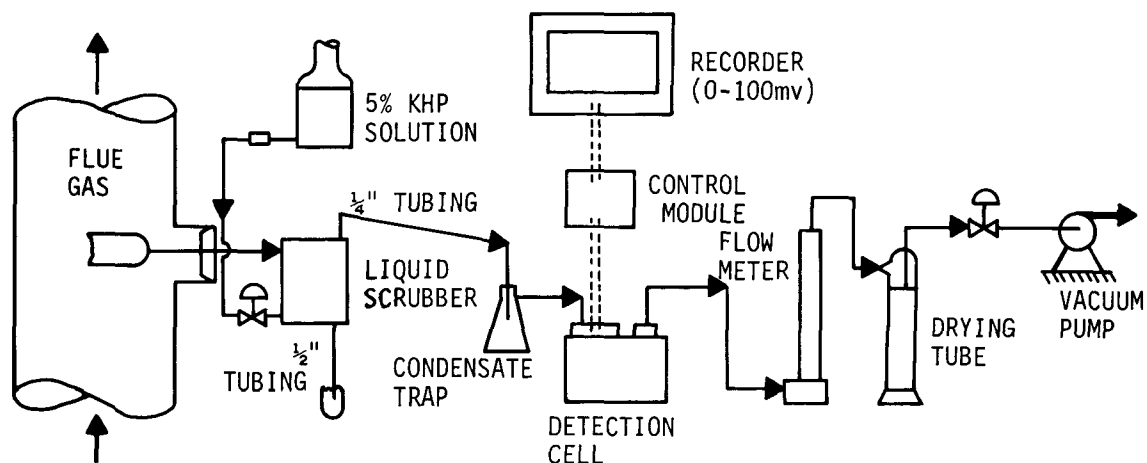 RECORDER
(0-100mv)
5% KHP
SOLUTION
FLUE
GAS
¼" TUBING
CONTROL
MODULE
FLOW
METER
LIQUID
SCRUBBER
½"
TUBING
CONDENSATE
TRAP
DETECTION
CELL
DRYING
TUBE
VACUUM
PUMP